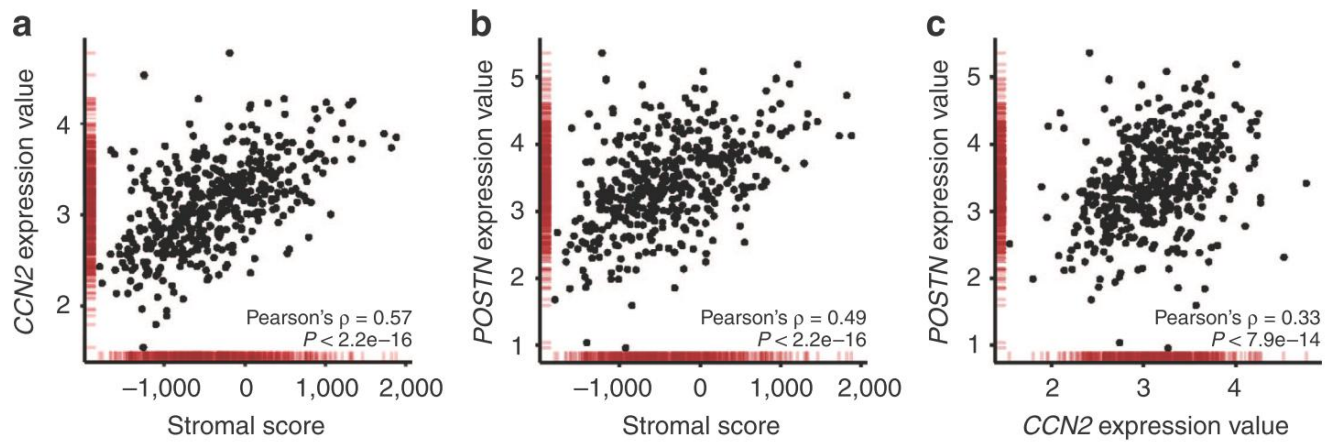 a
CCN2 expression value
4
3
2
Pearson's ρ = 0.57
P < 2.2e−16
−1,000 0 1,000 2,000
Stromal score
b
POSTN expression value
5
4
3
2
1
Pearson's ρ = 0.49
P < 2.2e−16
−1,000 0 1,000 2,000
Stromal score
c
POSTN expression value
5
4
3
2
1
Pearson's ρ = 0.33
P < 7.9e−14
2 3 4
CCN2 expression value